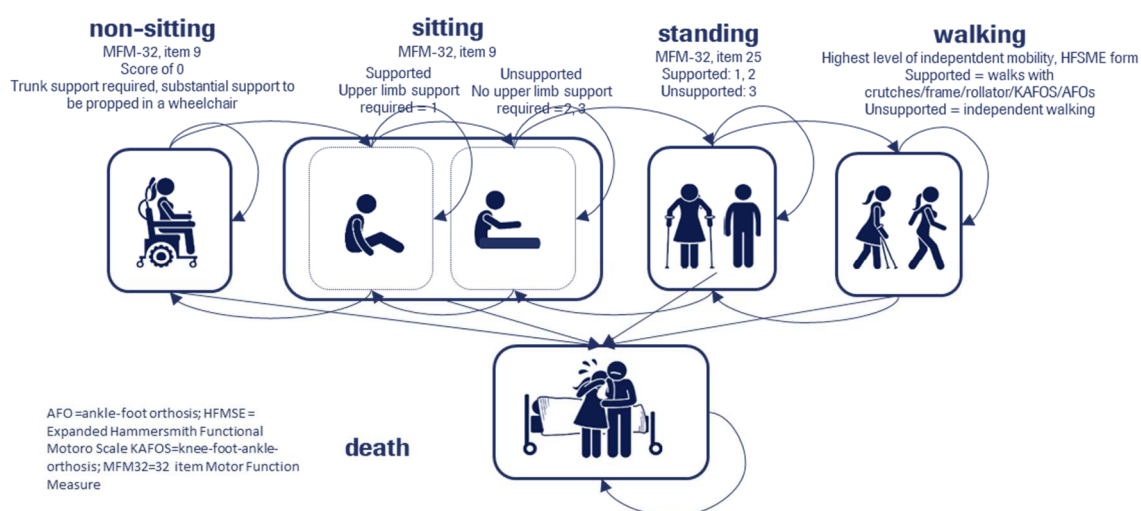 non-sitting
MFM-32, item 9
Score of 0
Trunk support required, substantial support to
be propped in a wheelchair
sitting
MFM-32, item 9
Supported
Upper limb support
required = 1
Unsupported
No upper limb support
required =2, 3
standing
MFM-32, item 25
Supported: 1, 2
Unsupported: 3
walking
Highest level of independent mobility, HFSME form
Supported = walks with
crutches/frame/rollator/KAFOS/AFOs
Unsupported = independent walking
AFO =ankle-foot orthosis; HFMSE =
Expanded Hammersmith Functional
Motoro Scale KAFOS=knee-foot-ankle-
orthosis; MFM32=32 item Motor Function
Measure
death